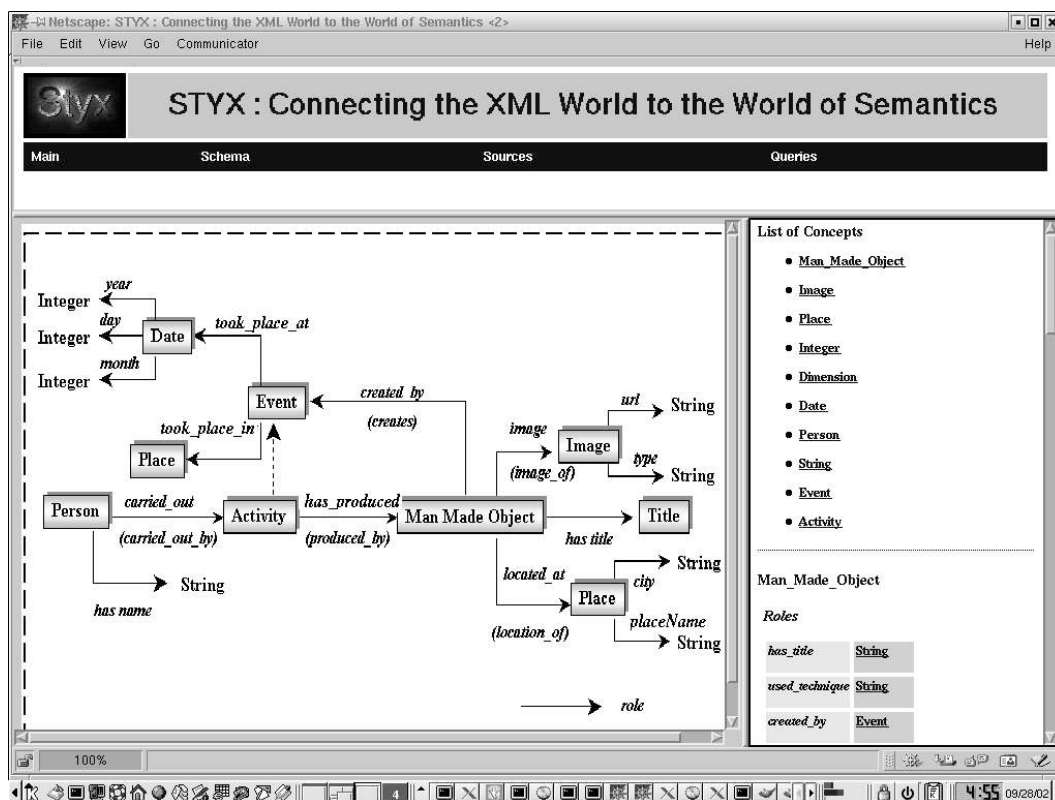 Netscape: STYX : Connecting the XML World to the World of Semantics <2>
File Edit View Go Communicator Help
Styx
STYX : Connecting the XML World to the World of Semantics
Main Schema Sources Queries
year
Integer
day
Integer
Date
month
Integer
took_place_at
Event
created_by
(creates)
took_place_in
Place
image
(image_of)
Image
url
String
type
String
Person
carried_out
(carried_out_by)
Activity
has_produced
(produced_by)
Man Made Object
has title
Title
has name
String
located_at
(location_of)
Place
city
String
placeName
String
role
List of Concepts
Man_Made_Object
Image
Place
Integer
Dimension
Date
Person
String
Event
Activity
Man_Made_Object
Roles
has_title String
used_technique String
created_by Event
100%
4
4:55 09/28/02